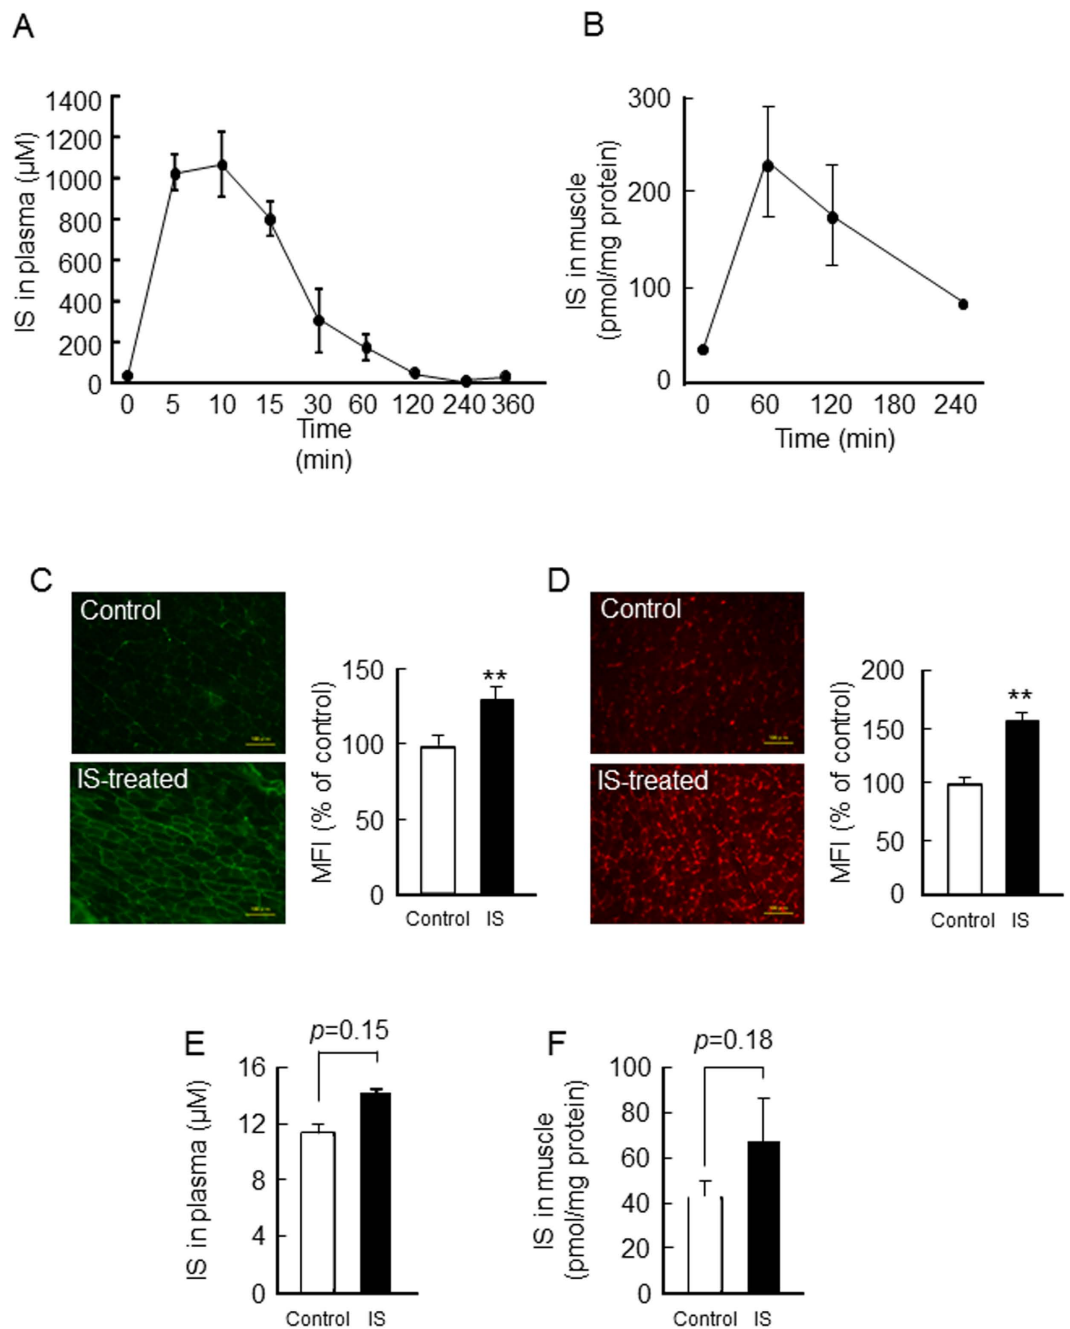 A
B
IS in plasma (μM)
1400
1200
1000
800
600
400
200
0
0 5 10 15 30 60 120 240 360
Time
(min)
IS in muscle
(pmol/mg protein)
300
200
100
0
0 60 120 180 240
Time (min)
C
Control
IS-treated
MFI (% of control)
150
100
50
0
**
Control IS
D
Control
IS-treated
MFI (% of control)
200
150
100
50
0
**
Control IS
E
p=0.15
IS in plasma (μM)
16
12
8
4
0
Control IS
F
p=0.18
IS in muscle
(pmol/mg protein)
100
80
60
40
20
0
Control IS